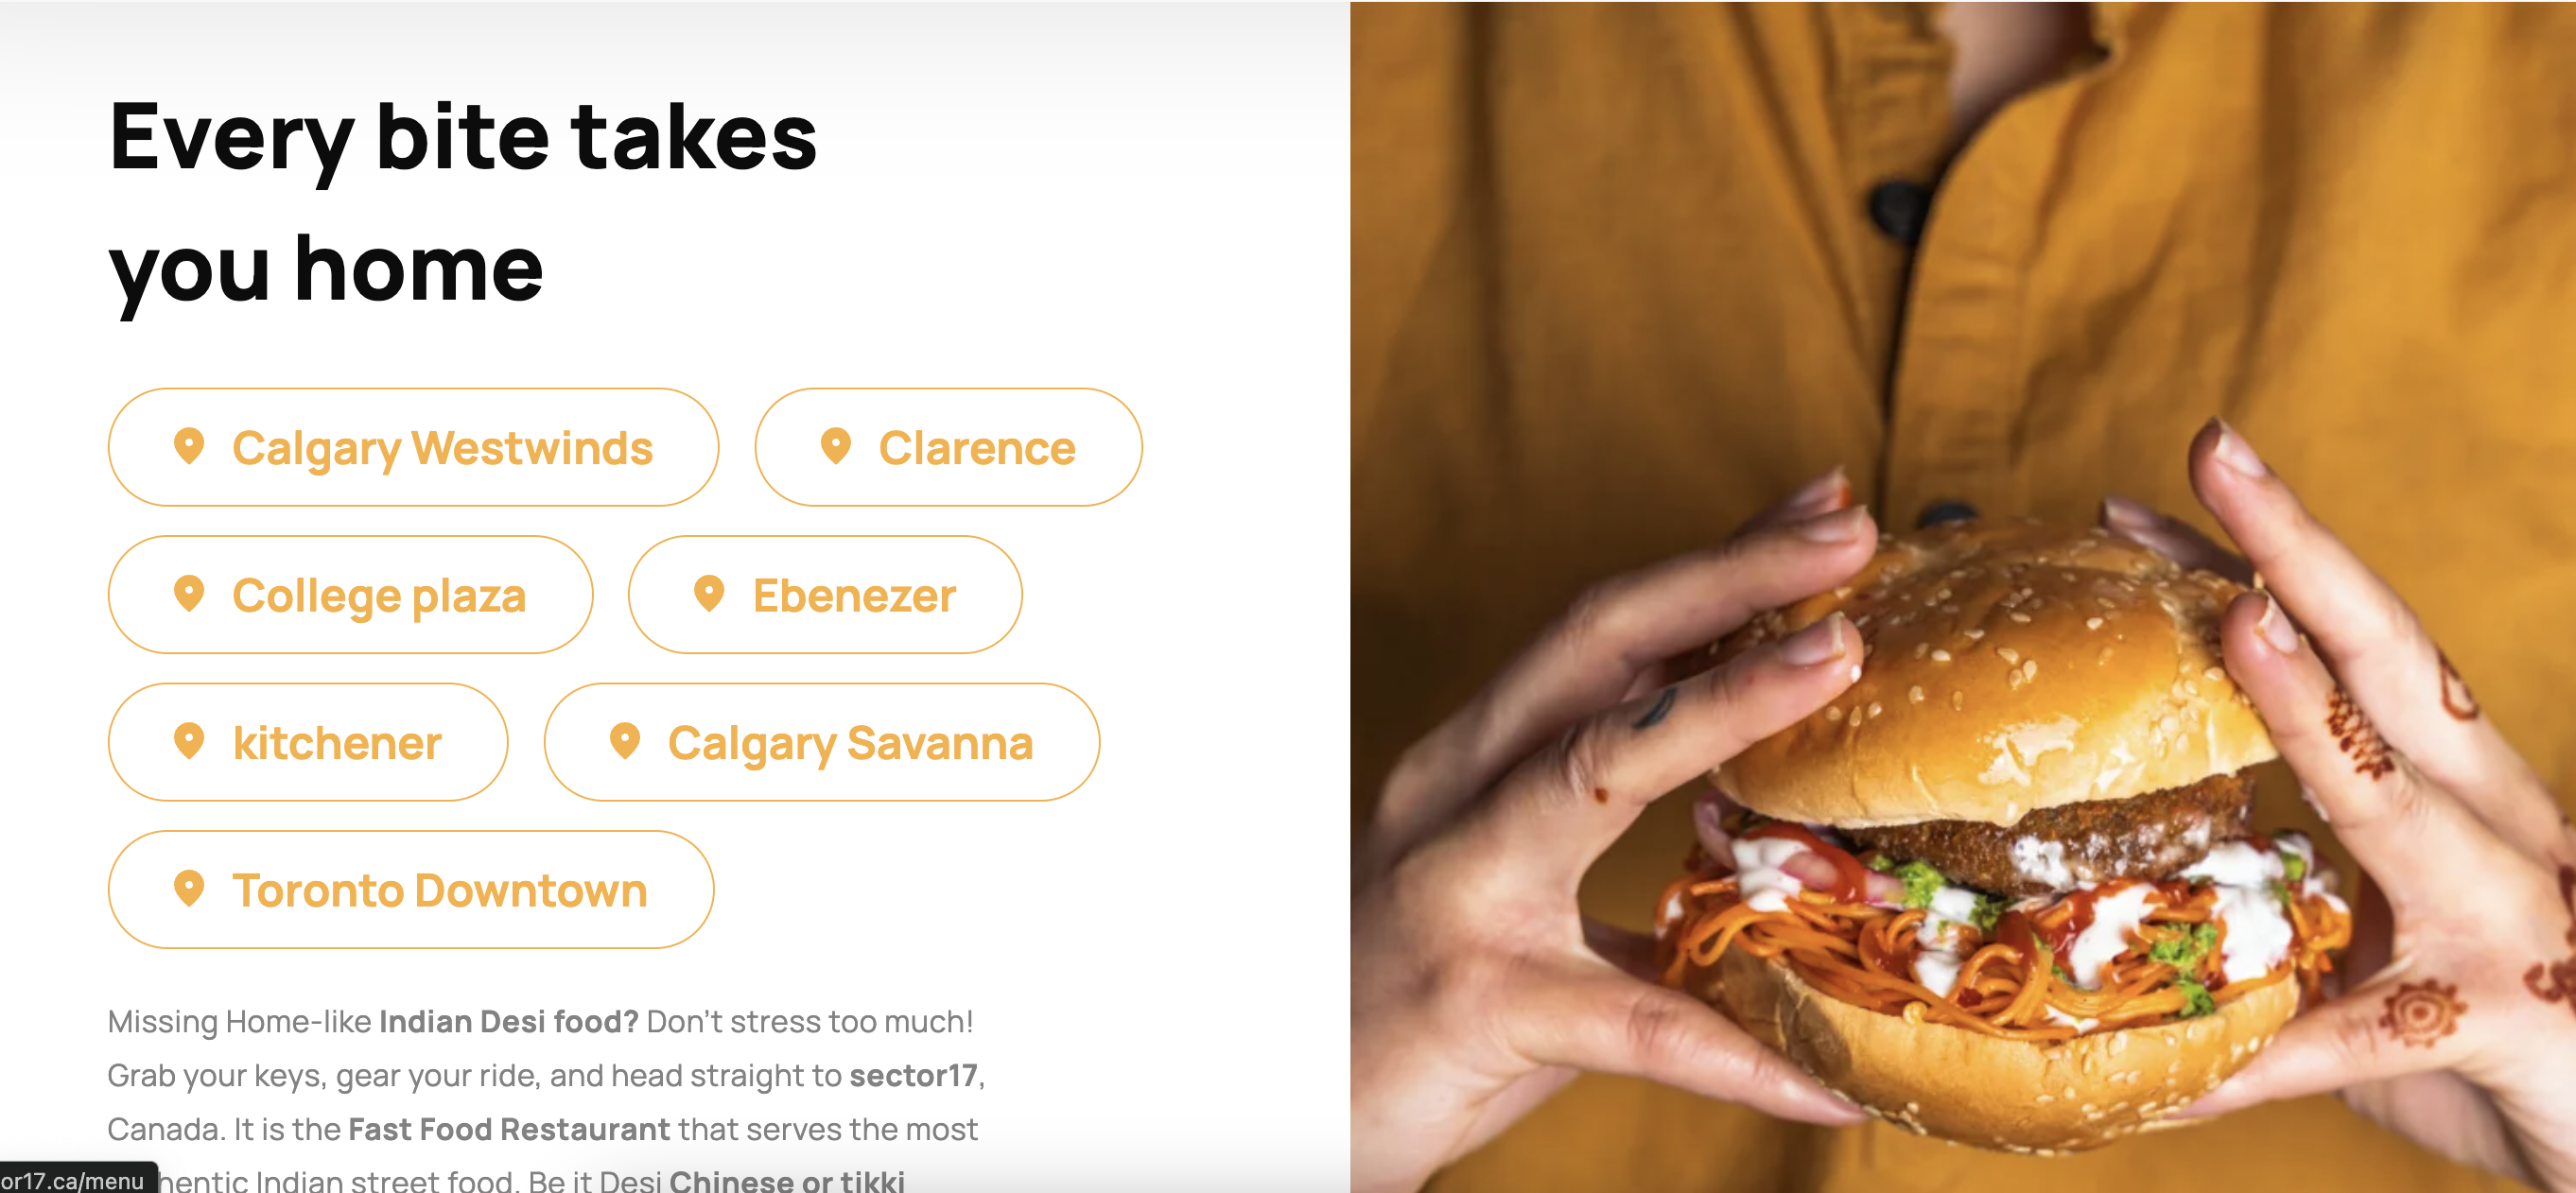 Every bite takes
you home
Calgary Westwinds
Clarence
College plaza
Ebenezer
kitchener
Calgary Savanna
Toronto Downtown
Missing Home-like Indian Desi food? Don't stress too much!
Grab your keys, gear your ride, and head straight to sector17,
Canada. It is the Fast Food Restaurant that serves the most
hentic Indian street food. Be it Desi Chinese or tikki
or17.ca/menu